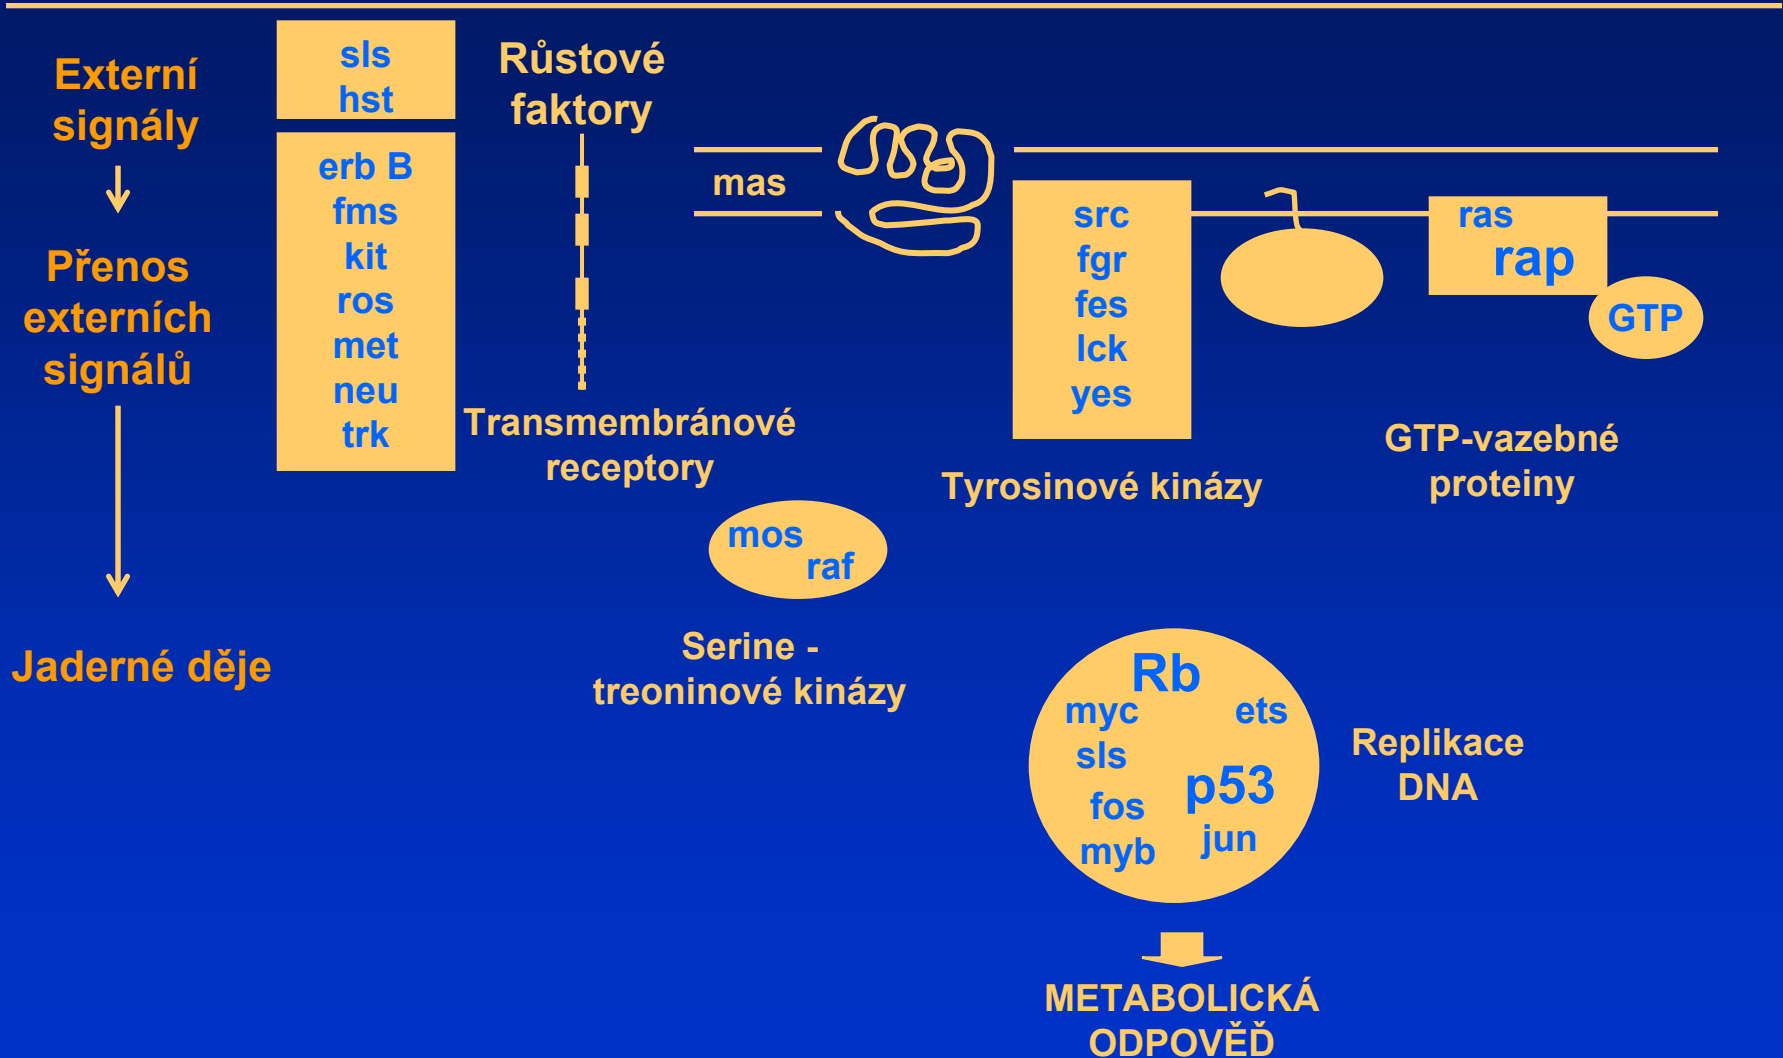 Externí
signály
Přenos
externích
signálů
Jaderné děje
sls
hst
erb B
fms
kit
ros
met
neu
trk
Růstové
faktory
Transmembránové
receptory
mas
src
fgr
fes
lck
yes
Tyrosinové kinázy
ras
rap
GTP
GTP-vazebné
proteiny
mos
raf
Serine -
treoninové kinázy
Rb
myc ets
sls
p53
fos
jun
myb
Replikace
DNA
METABOLICKÁ
ODPOVĚĎ